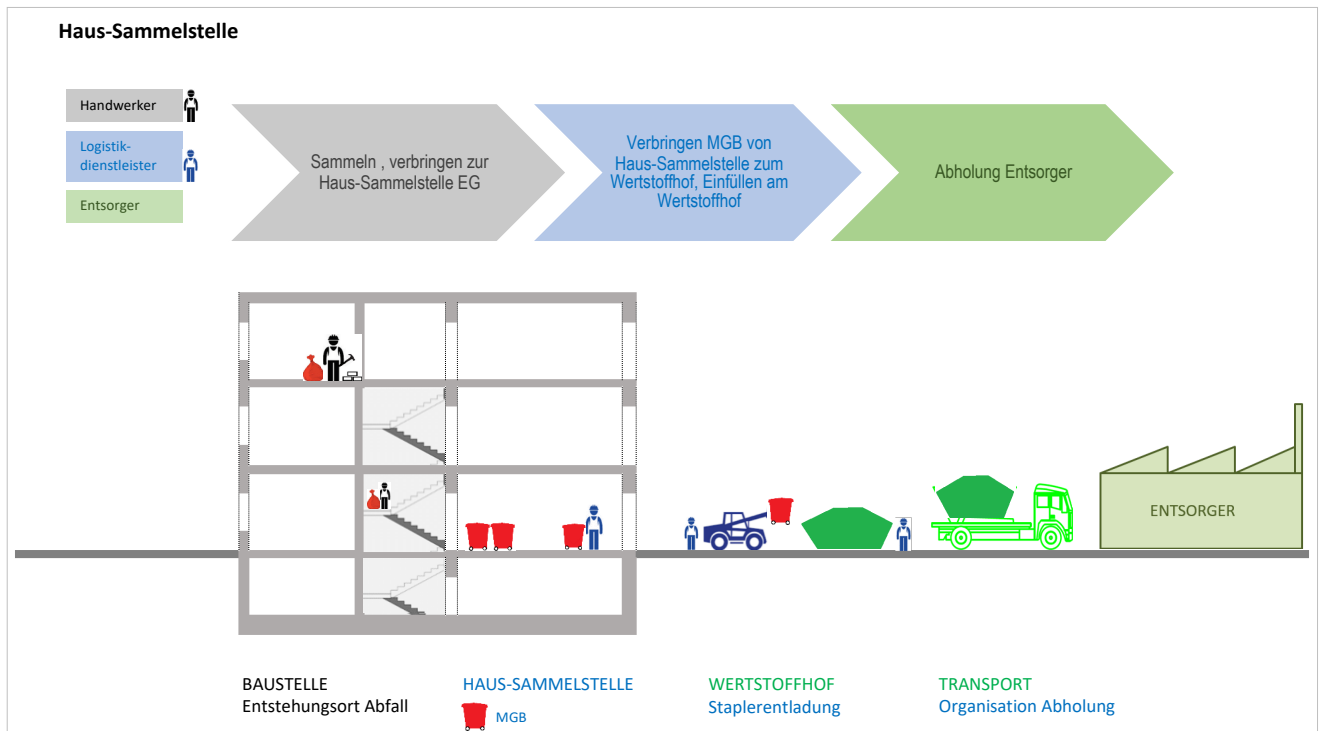 Haus-Sammelstelle
Handwerker
Logistik-
dienstleister
Entsorger
Sammeln , verbringen zur
Haus-Sammelstelle EG
Verbringen MGB von
Haus-Sammelstelle zum
Wertstoffhof, Einfüllen am
Wertstoffhof
Abholung Entsorger
ENTSORGER
BAUSTELLE
Entstehungsort Abfall
HAUS-SAMMELSTELLE
MGB
WERTSTOFFHOF
Staplerentladung
TRANSPORT
Organisation Abholung